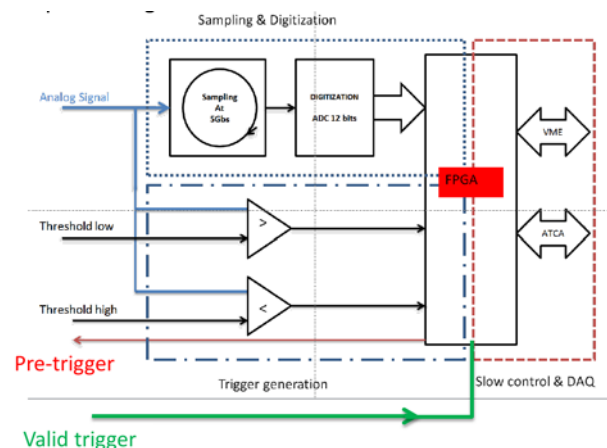 Sampling & Digitization
Analog Signal
Sampling
At
5Gbs
DIGITIZATION
ADC 12 bits
VME
FPGA
Threshold low
>
ATCA
Threshold high
<
Pre-trigger
Trigger generation
Slow control & DAQ
Valid trigger